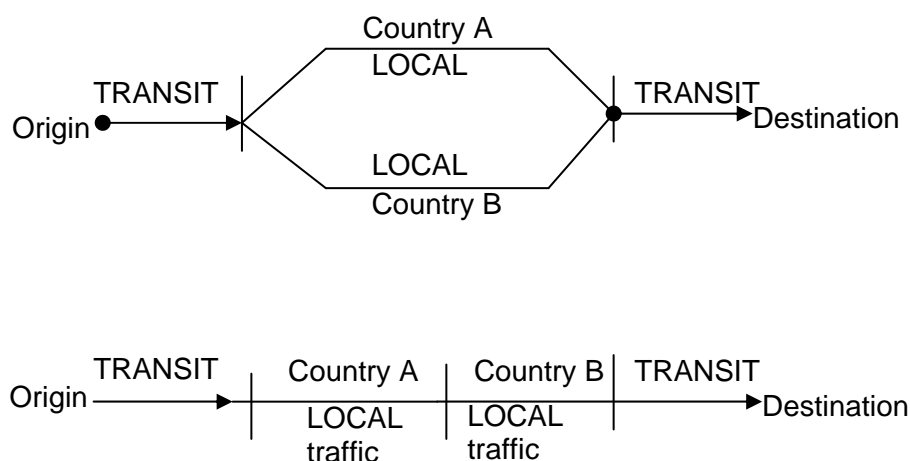 Country A
LOCAL
TRANSIT
TRANSIT
Origin
Destination
LOCAL
Country B
TRANSIT
Country A
Country B
TRANSIT
Origin
Destination
LOCAL
traffic
LOCAL
traffic